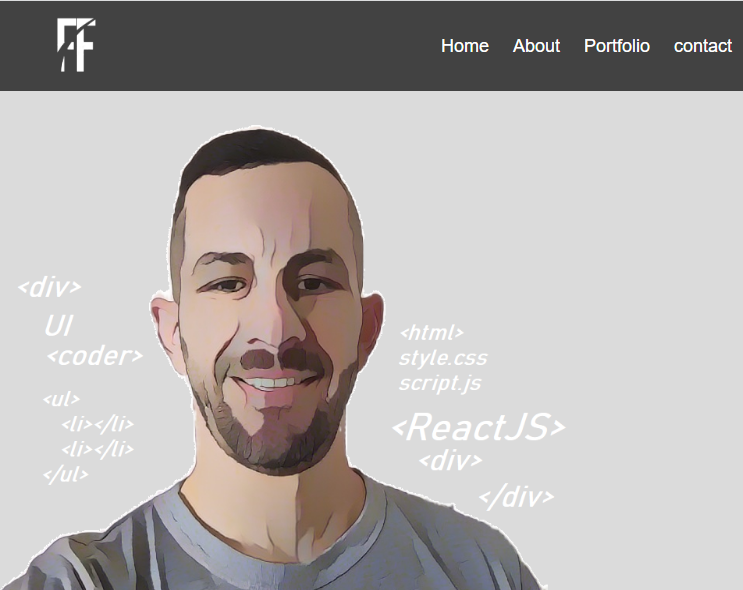 Home About Portfolio contact
<div>
UI
<coder>
<ul>
<li></li>
<li></li>
</ul>
<html>
style.css
script.js
<ReactJS>
<div>
</div>